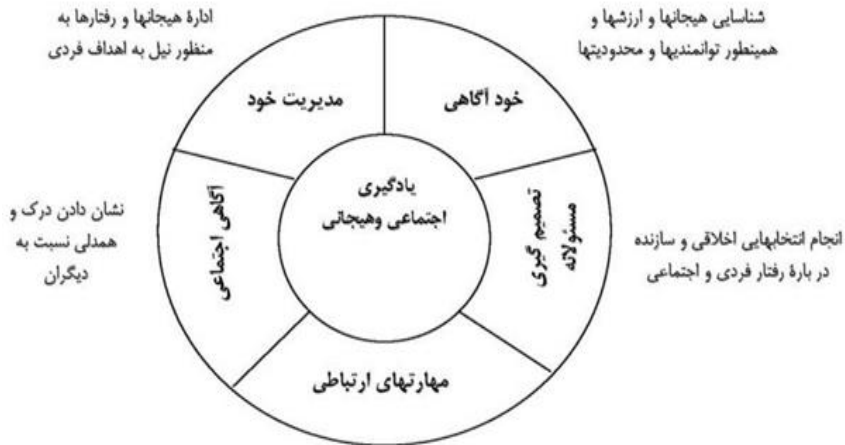 شناسایی هیجانها و ارزشها و
همینطور توانمندیها و محدودیتها
ادارۀ هیجانها و رفتارها به
منظور نیل به اهداف فردی
خود آگاهی
مدیریت خود
یادگیری
اجتماعی وهیجانی
تصمیم گیری
مسئولانه
آگاهی اجتماعی
انجام انتخابهایی اخلاقی و سازنده
در بارۀ رفتار فردی و اجتماعی
نشان دادن درک و
همدلی نسبت به
دیگران
مهارتهای ارتباطی